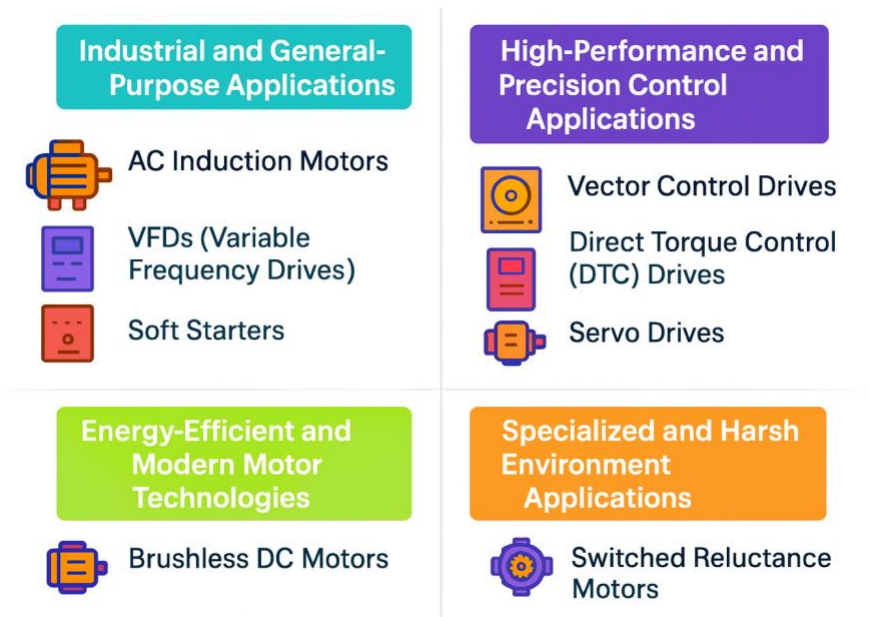 Industrial and General-
Purpose Applications
AC Induction Motors
VFDs (Variable
Frequency Drives)
Soft Starters
High-Performance and
Precision Control
Applications
Vector Control Drives
Direct Torque Control
(DTC) Drives
Servo Drives
Energy-Efficient and
Modern Motor
Technologies
Brushless DC Motors
Specialized and Harsh
Environment
Applications
Switched Reluctance
Motors